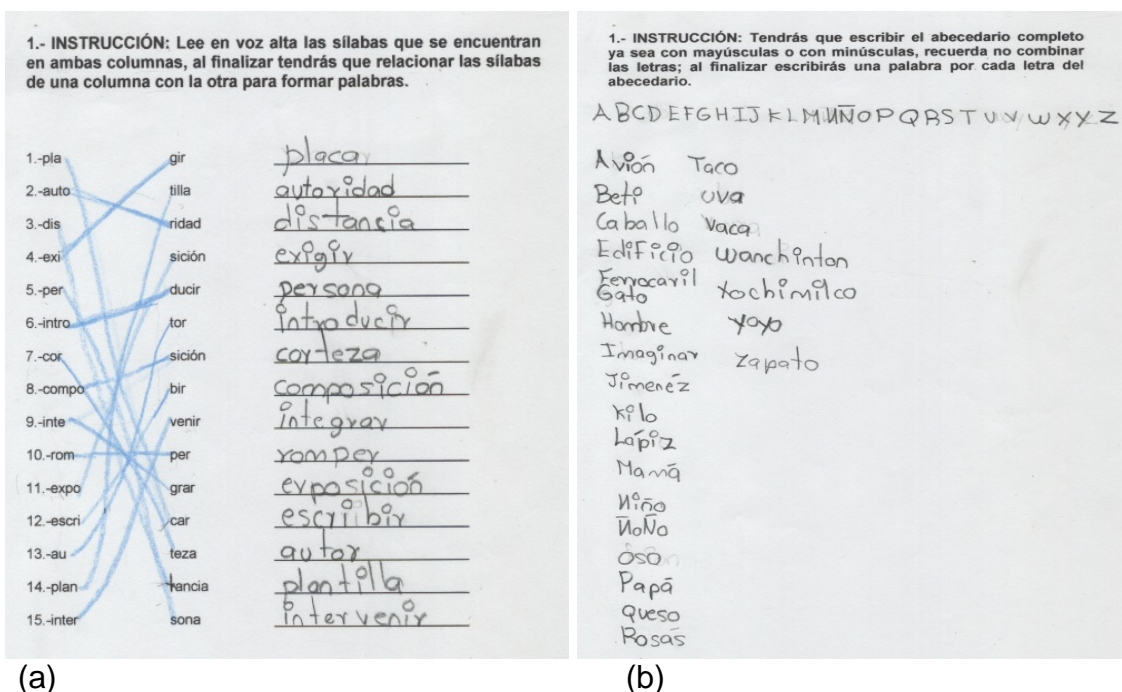 1.- INSTRUCCIÓN: Lee en voz alta las sílabas que se encuentran
en ambas columnas, al finalizar tendrás que relacionar las sílabas
de una columna con la otra para formar palabras.
1.-pla gir placa
2.-auto tilla autoridad
3.-dis ridad distancia
4.-exi sición exigir
5.-per ducir persona
6.-intro tor introducir
7.-cor sición corteza
8.-compo bir composición
9.-inte venir integrar
10.-rom per romper
11.-expo grar exposición
12.-escri car escriibir
13.-au teza autor
14.-plan tancia plantilla
15.-inter sona intervenir
(a)
1.- INSTRUCCIÓN: Tendrás que escribir el abecedario completo
ya sea con mayúsculas o con minúsculas, recuerda no combinar
las letras; al finalizar escribirás una palabra por cada letra del
abecedario.
A B C D E F G H I J K L M N Ñ O P Q R S T U V W X Y Z
Avión Taco
Beti uva
Caballo Vaca
EdiFicio Wanchinton
Ferrocaril
Gato Xochimilco
Hombre yoyo
Imaginar Zapato
Jimenéz
Kilo
Lápiz
Mamá
Niño
ÑoÑo
oso
Papá
queso
Rosas
(b)